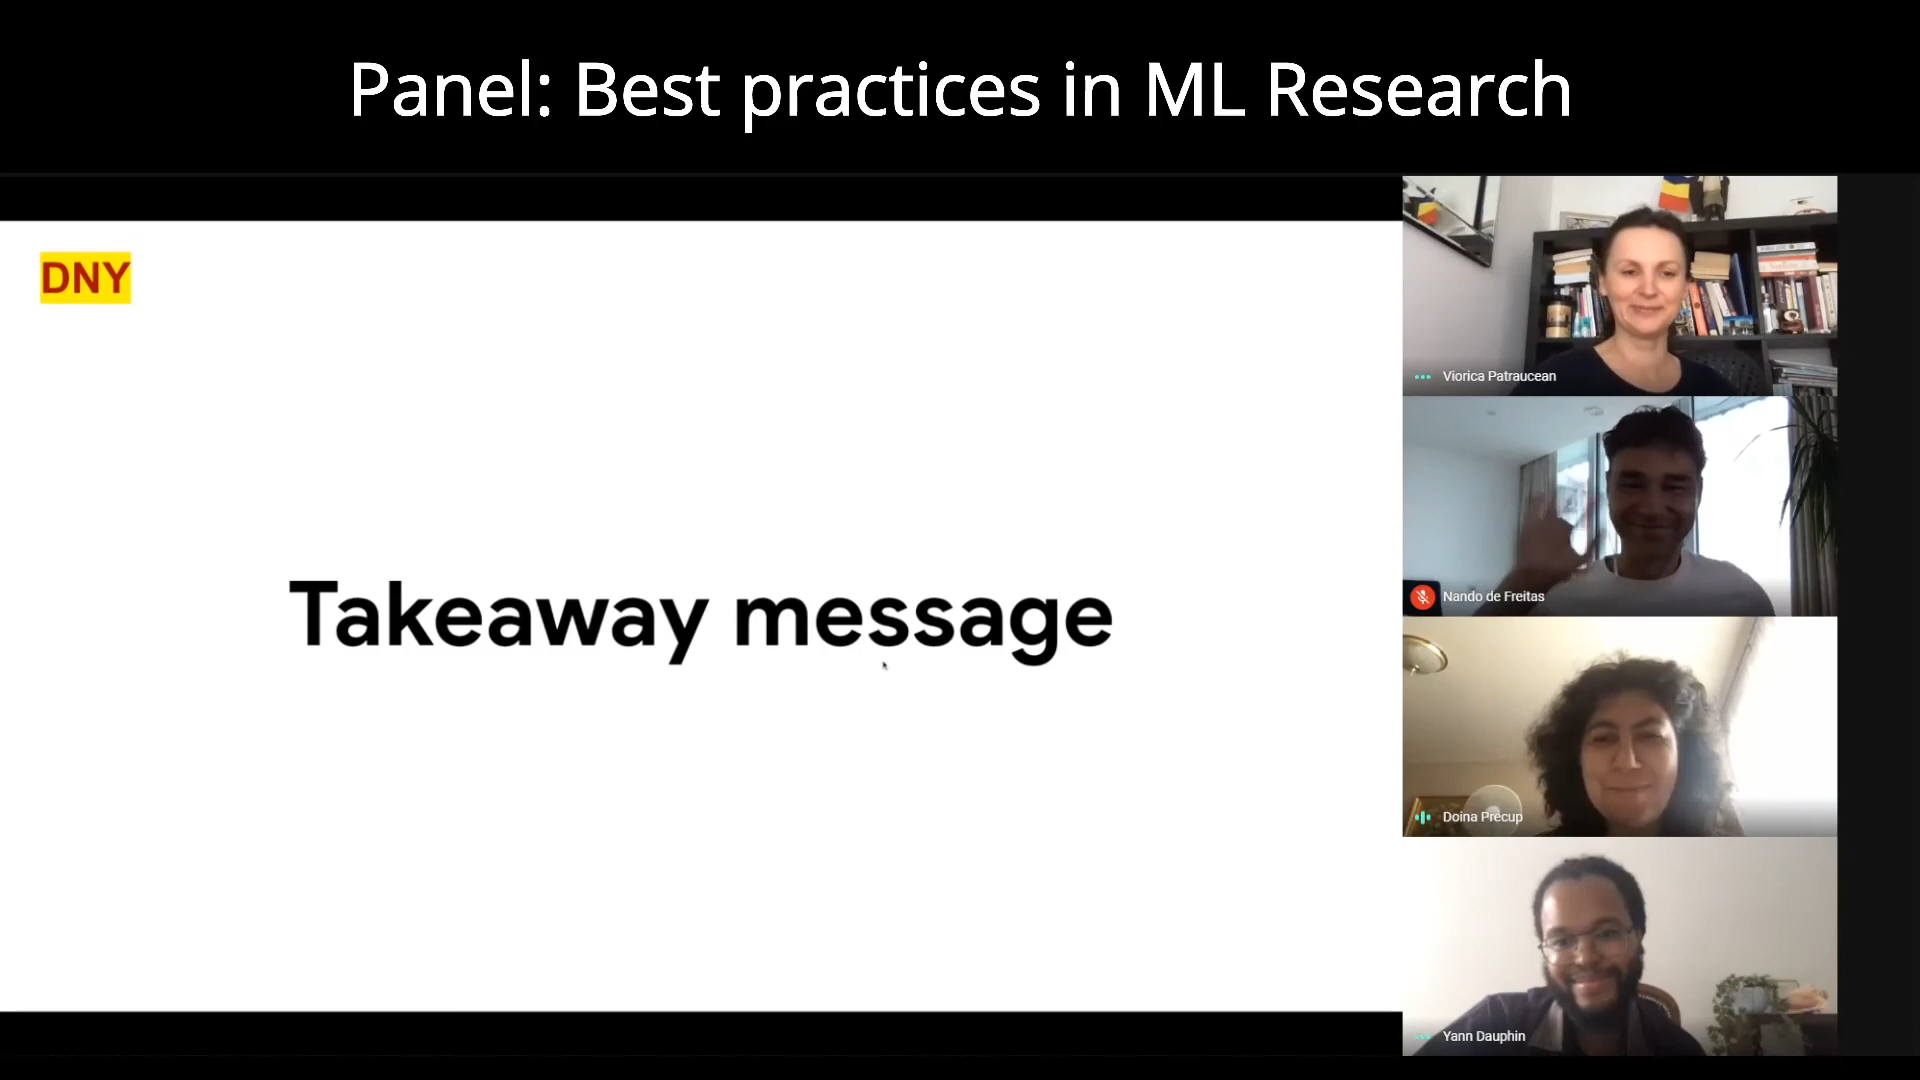 Panel: Best practices in ML Research
DNY
Takeaway message
Viorica Patraucean
Nando de Freitas
Doina Precup
Yann Dauphin